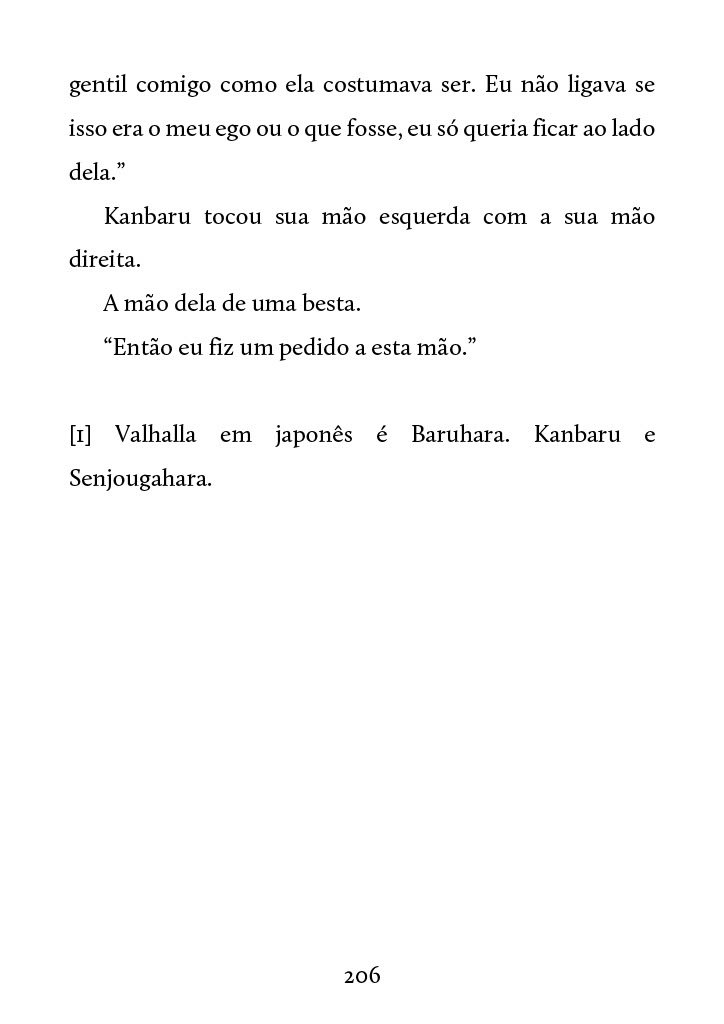 gentil comigo como ela costumava ser. Eu não ligava se
isso era o meu ego ou o que fosse, eu só queria ficar ao lado
dela.”
Kanbaru tocou sua mão esquerda com a sua mão
direita.
A mão dela de uma besta.
“Então eu fiz um pedido a esta mão.”
[1] Valhalla em japonês é Baruhara. Kanbaru e
Senjougahara.
206